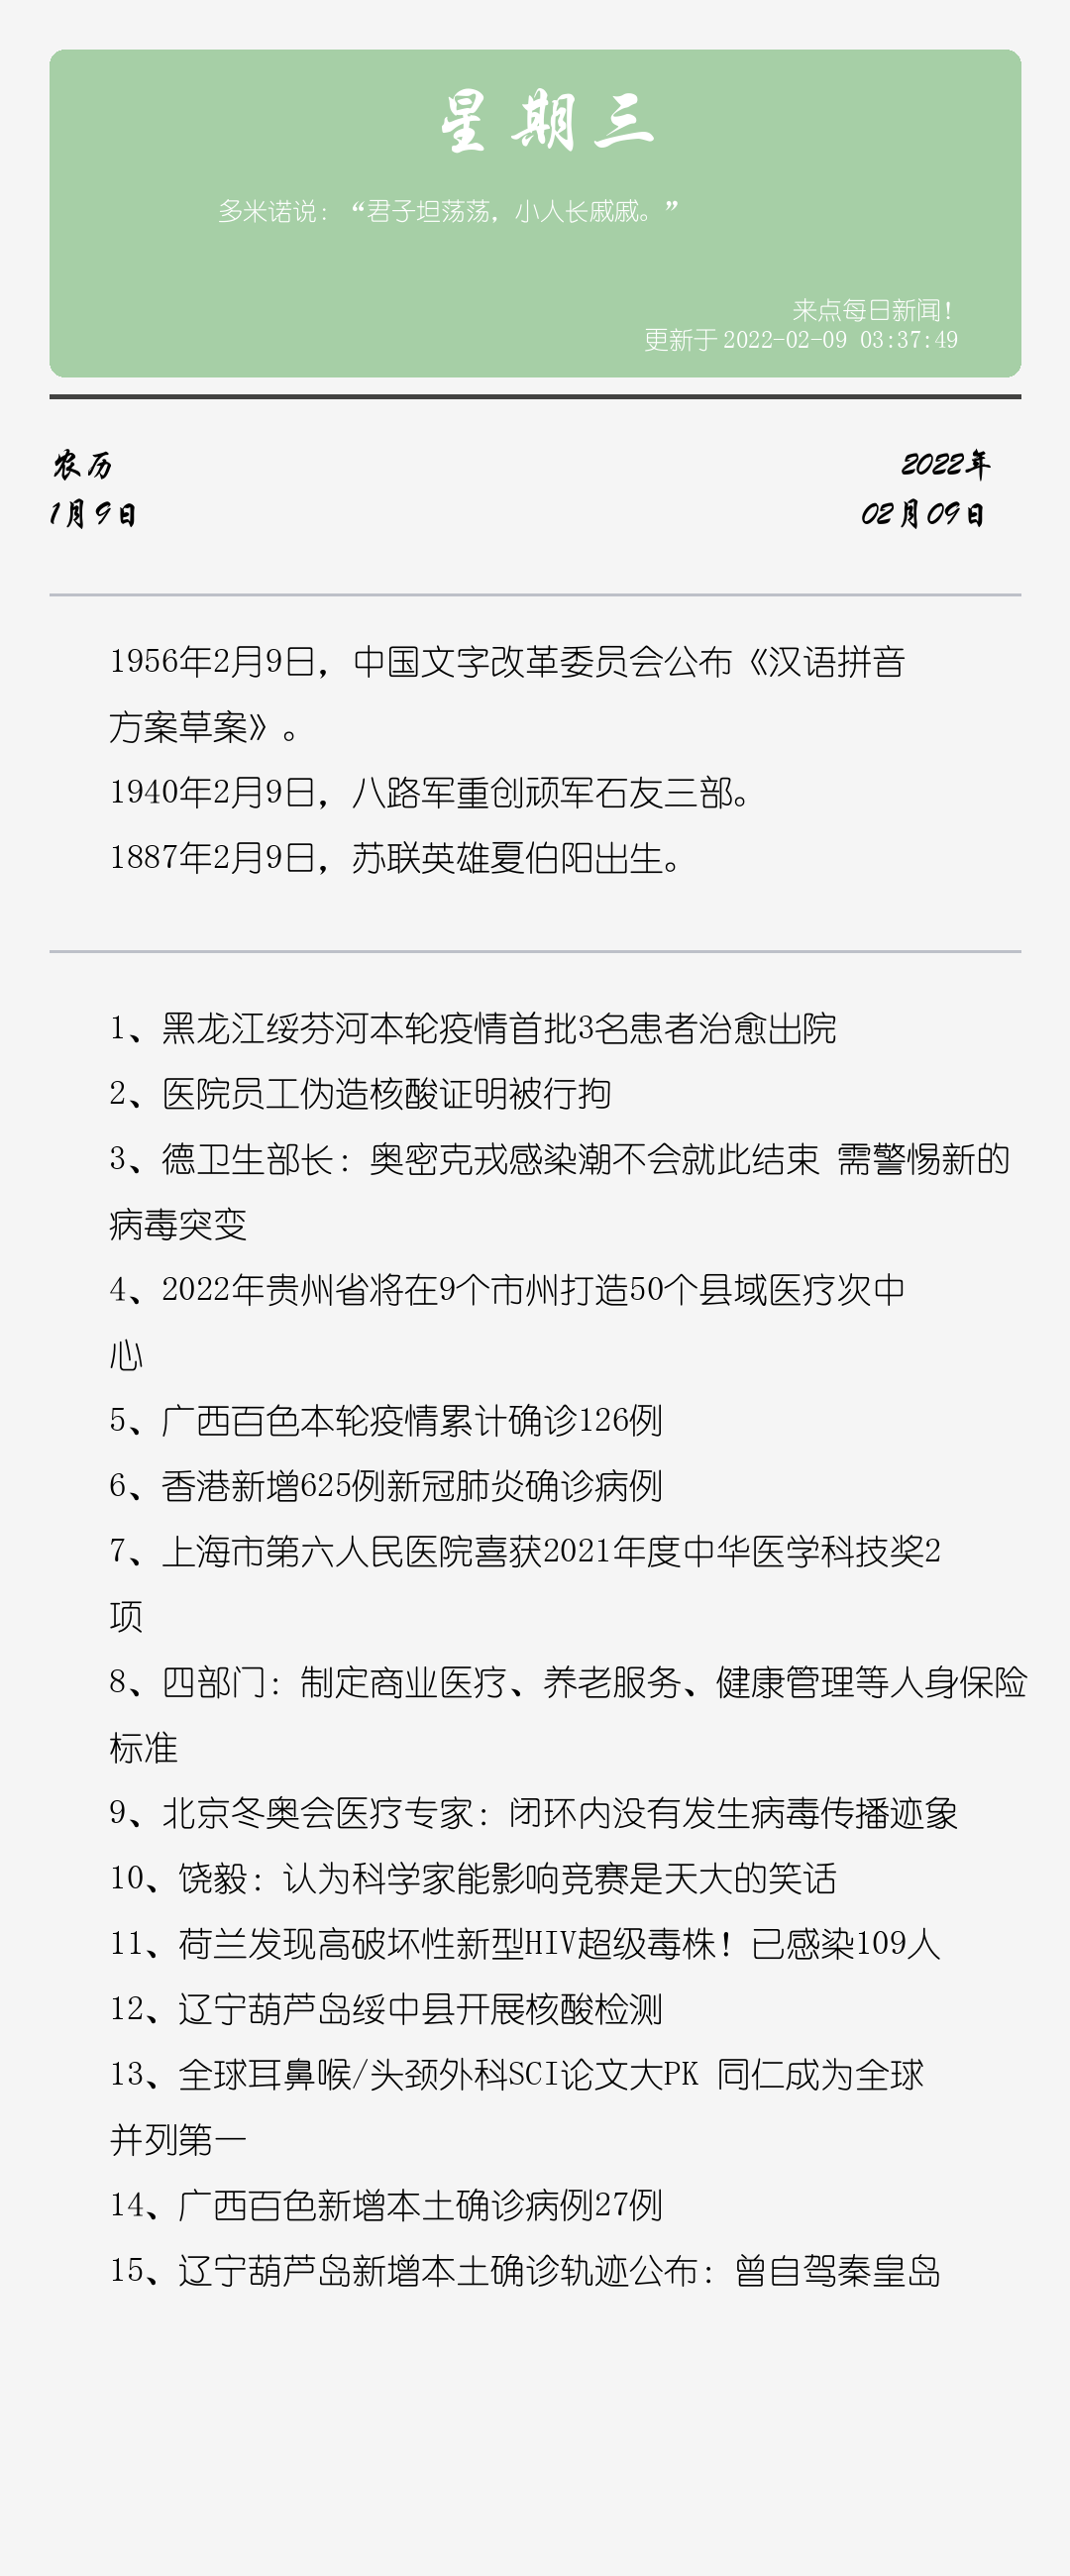 星期三
多米诺说：“君子坦荡荡，小人长戚戚。”
来点每日新闻！
更新于 2022-02-09 03:37:49
农历
2022年
1月9日
02月09日
1956年2月9日，中国文字改革委员会公布《汉语拼音
方案草案》。
1940年2月9日，八路军重创顽军石友三部。
1887年2月9日，苏联英雄夏伯阳出生。
1、黑龙江绥芬河本轮疫情首批3名患者治愈出院
2、医院员工伪造核酸证明被行拘
3、德卫生部长：奥密克戎感染潮不会就此结束 需警惕新的
病毒突变
4、2022年贵州省将在9个市州打造50个县域医疗次中
心
5、广西百色本轮疫情累计确诊126例
6、香港新增625例新冠肺炎确诊病例
7、上海市第六人民医院喜获2021年度中华医学科技奖2
项
8、四部门：制定商业医疗、养老服务、健康管理等人身保险
标准
9、北京冬奥会医疗专家：闭环内没有发生病毒传播迹象
10、饶毅：认为科学家能影响竞赛是天大的笑话
11、荷兰发现高破坏性新型HIV超级毒株！已感染109人
12、辽宁葫芦岛绥中县开展核酸检测
13、全球耳鼻喉/头颈外科SCI论文大PK 同仁成为全球
并列第一
14、广西百色新增本土确诊病例27例
15、辽宁葫芦岛新增本土确诊轨迹公布：曾自驾秦皇岛